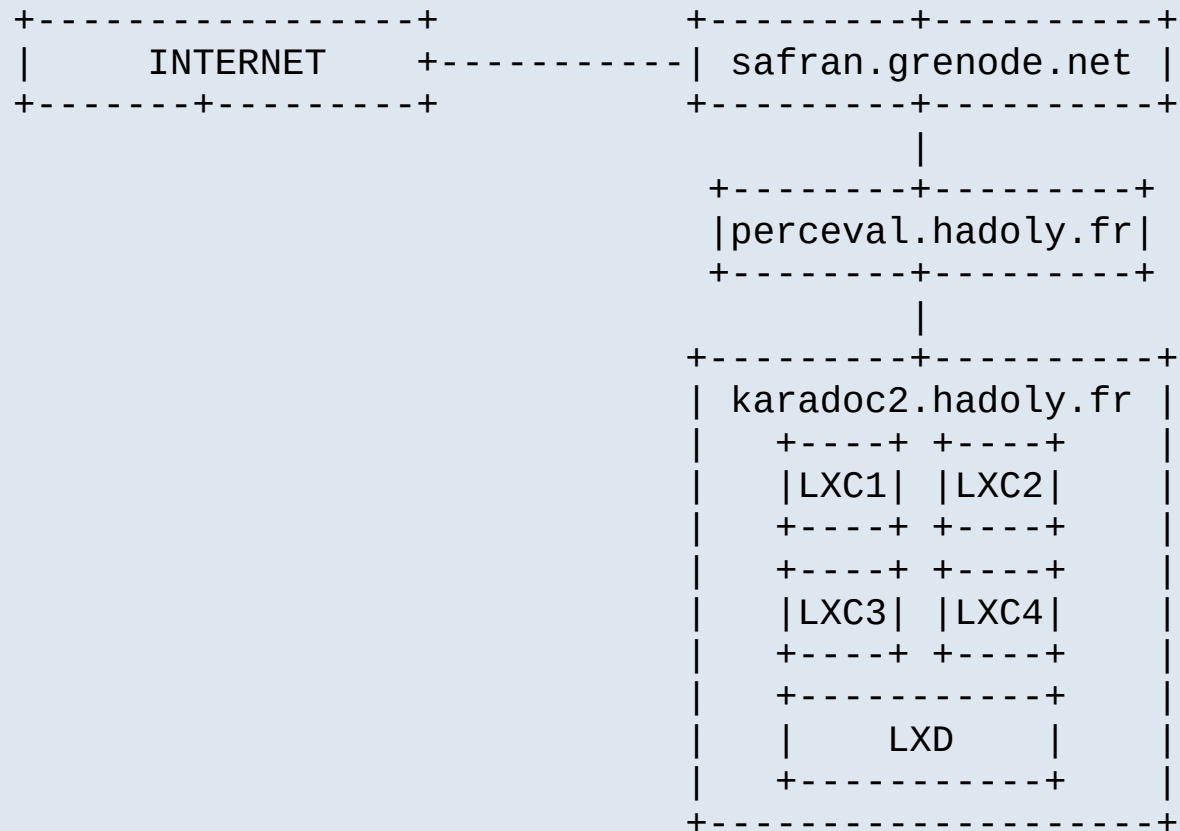 +-----------------+           +---------+----------+
|     INTERNET    +-----------| safran.grenode.net |
+-------+---------+           +---------+----------+
                                        |
                               +--------+---------+
                               |perceval.hadoly.fr|
                               +--------+---------+
                                        |
                              +---------+----------+
                              | karadoc2.hadoly.fr |
                              |   +----+ +----+    |
                              |   |LXC1| |LXC2|    |
                              |   +----+ +----+    |
                              |   +----+ +----+    |
                              |   |LXC3| |LXC4|    |
                              |   +----+ +----+    |
                              |   +-----------+    |
                              |   |    LXD    |    |
                              |   +-----------+    |
                              +--------------------+